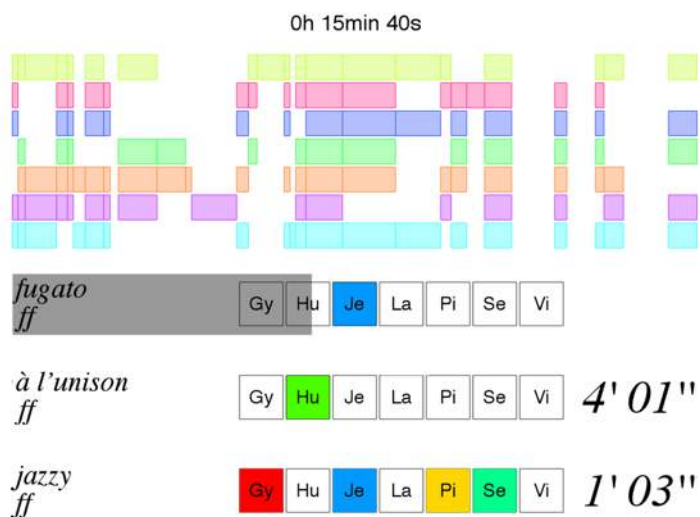 0h 15min 40s
fugato
ff
Gy Hu Je La Pi Se Vi
à l’unison
ff
Gy Hu Je La Pi Se Vi
4' 01"
jazzy
ff
Gy Hu Je La Pi Se Vi
1' 03"